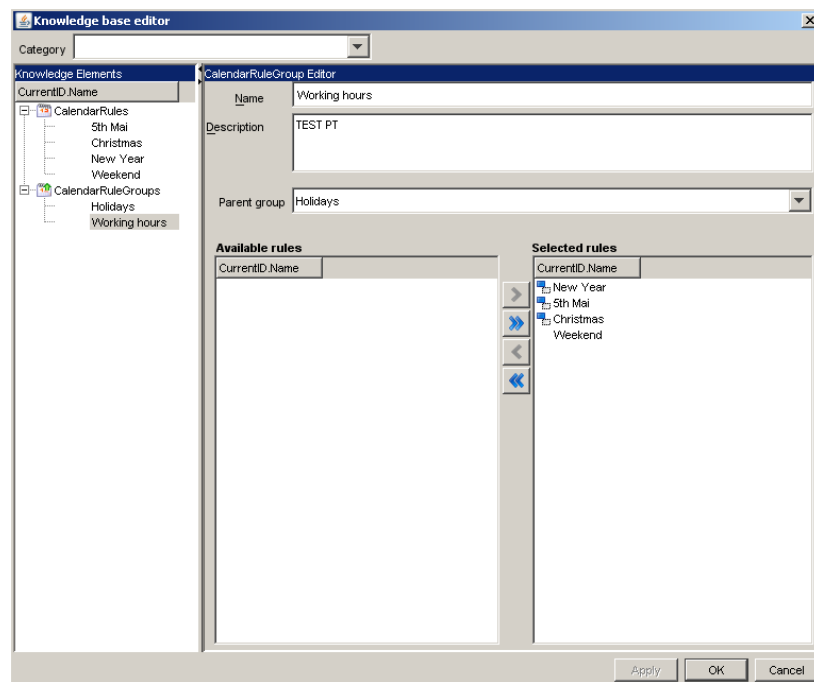 Knowledge base editor
Category
Knowledge Elements
CurrentID.Name
CalendarRules
5th Mai
Christmas
New Year
Weekend
CalendarRuleGroups
Holidays
Working hours
CalendarRuleGroup Editor
Name Working hours
Description TEST PT
Parent group Holidays
Available rules
CurrentID.Name
Selected rules
CurrentID.Name
New Year
5th Mai
Christmas
Weekend
Apply OK Cancel